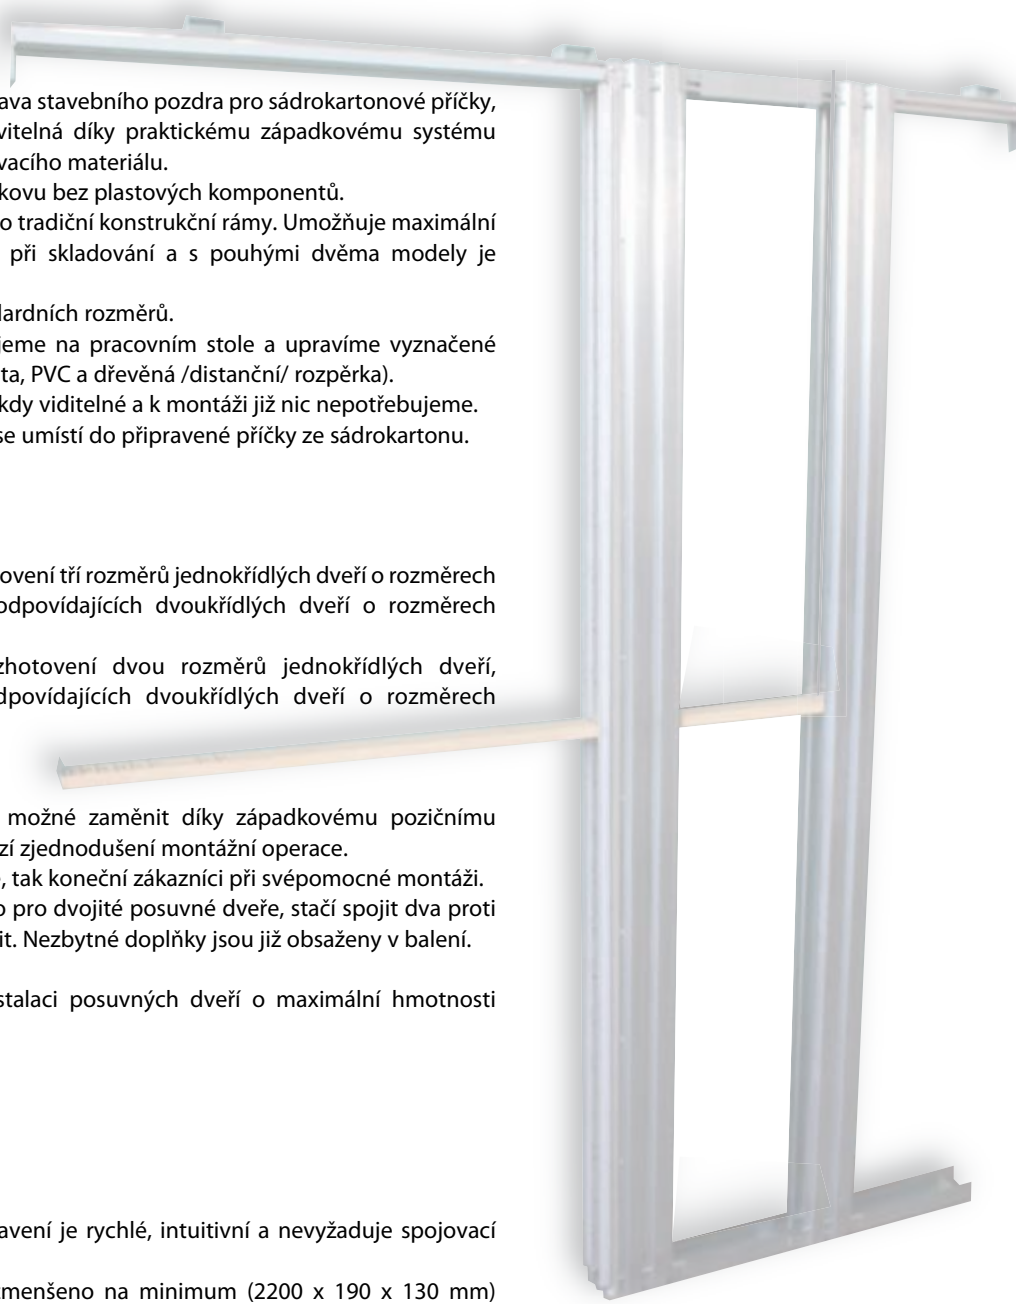 ava stavebního pozdra pro sádrokartonové příčky,
vitelná díky praktickému západkovému systému
vacího materiálu.
kovu bez plastových komponentů.
o tradiční konstrukční rámy. Umožňuje maximální
při skladování a s pouhými dvěma modely je
dardních rozměrů.
jeme na pracovním stole a upravíme vyznačené
ta, PVC a dřevěná /distanční/ rozpěrka).
kdy viditelné a k montáži již nic nepotřebujeme.
se umístí do připravené příčky ze sádrokartonu.
ovení tří rozměrů jednokřídlých dveří o rozměrech
odpovídajících dvoukřídlých dveří o rozměrech
zhotovení dvou rozměrů jednokřídlých dveří,
dpovídajících dvoukřídlých dveří o rozměrech
možné zaměnit díky západkovému pozičnímu
zí zjednodušení montážní operace.
, tak koneční zákazníci při svépomocné montáži.
o pro dvojité posuvné dveře, stačí spojit dva proti
it. Nezbytné doplňky jsou již obsaženy v balení.
stalaci posuvných dveří o maximální hmotnosti
avení je rychlé, intuitivní a nevyžaduje spojovací
zmenšeno na minimum (2200 x 190 x 130 mm)